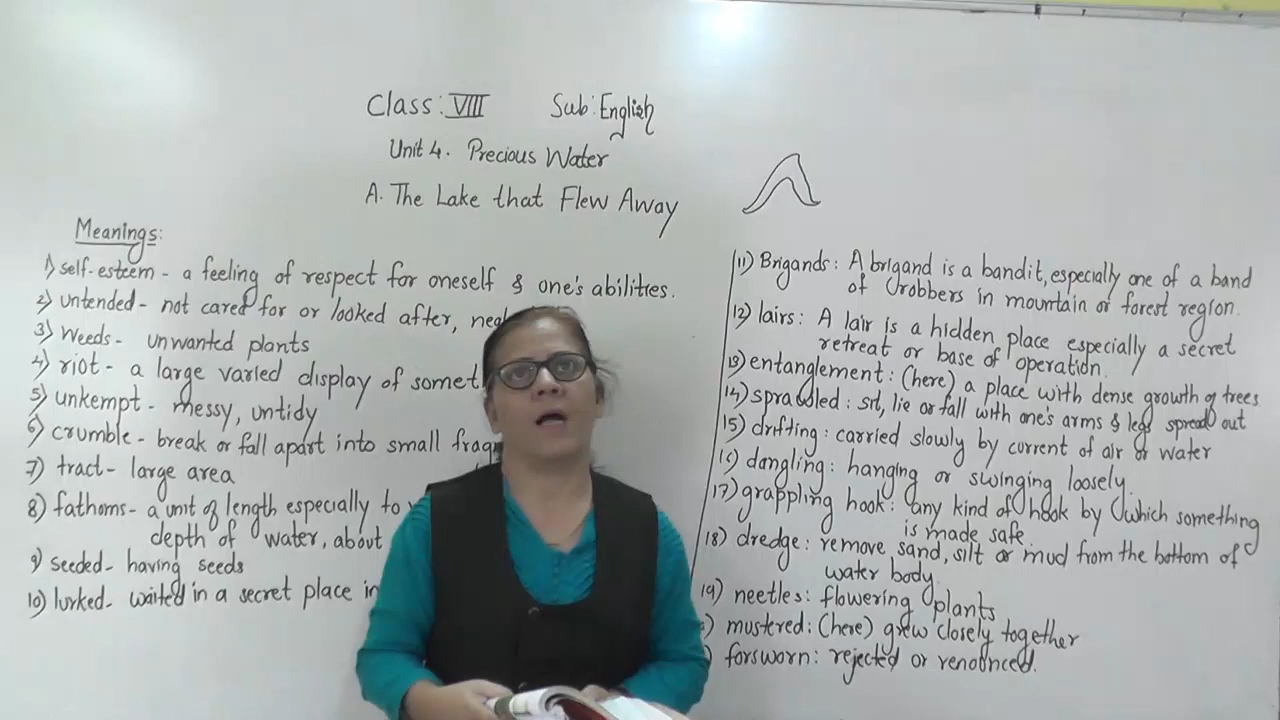 Class: VIII Sub: English
Unit 4. Precious Water
A. The Lake that Flew Away
Meanings:
1) self-esteem - a feeling of respect for oneself & one's abilities.
2) untended - not cared for or looked after,
3) Weeds - unwanted plants
4) riot - a large varied display of
5) unkempt - messy, untidy
6) crumble - break or fall apart into small
7) tract - large area
8) fathoms - a unit of length especially to
depth of water, about
9) seeded - having seeds
10) lurked - waited in a secret place in
11) Brigands: A brigand is a bandit, especially one of a band
of robbers in mountain or forest region.
12) lairs: A lair is a hidden place especially a secret
retreat or base of operation.
13) entanglement: (here) a place with dense growth of trees
14) sprawled: sit, lie or fall with one's arms & legs spread out
15) drifting: carried slowly by current of air or water
16) dangling: hanging or swinging loosely.
17) grappling hook: any kind of hook by which something
is made safe.
18) dredge: remove sand, silt or mud from the bottom of
water body.
19) neetles: flowering plants
) mustered: (here) grew closely together
) forsworn: rejected or renounced.